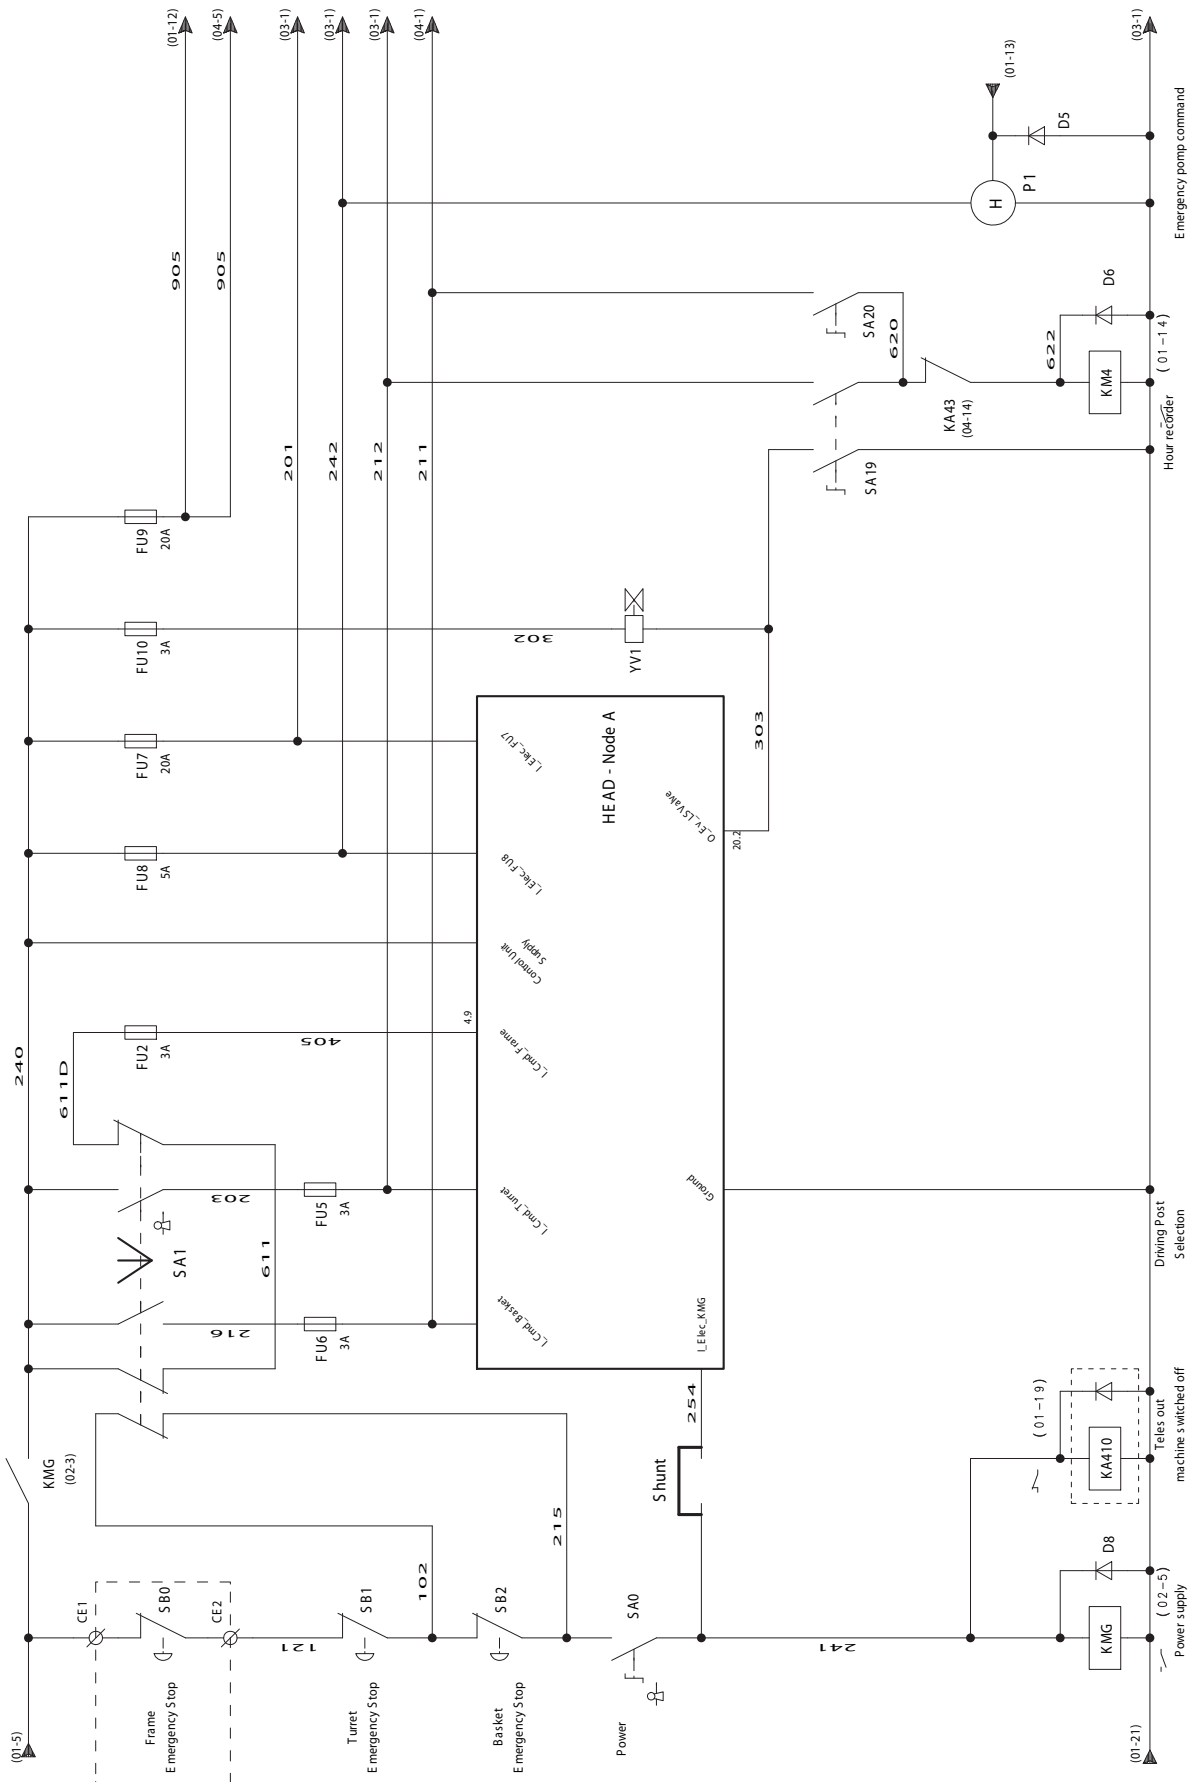 (01-5)
(01-12)
(04-5)
(03-1)
(03-1)
(03-1)
(04-1)
(03-1)
(01-13)
D5
P1
H
Emergency pomp command
905
905
201
242
212
211
SA20
620
KA43
(04-14)
622
D6
KM4
(01-14)
Hour recorder
SA19
FU9
20A
FU10
3A
302
YV1
303
FU7
20A
FU8
5A
240
611D
FU2
3A
405
4.9
HEAD - Node A
I_Elec_FU7
I_Elec_FU8
Control Unit
Supply
I_Cmd_Frame
I_Cmd_Turret
I_Cmd_Basket
O_Ev_LSValve
20.2
Ground
I_Elec_KMG
203
FU5
3A
SA1
611
216
FU6
3A
Driving Post
Selection
KMG
(02-3)
254
Shunt
215
102
(01-19)
KA410
Teles out
machine switched off
CE1
SB0
CE2
121
SB1
SB2
SA0
241
D8
KMG
(02-5)
Power supply
Frame
Emergency Stop
Turret
Emergency Stop
Basket
Emergency Stop
Power
(01-21)